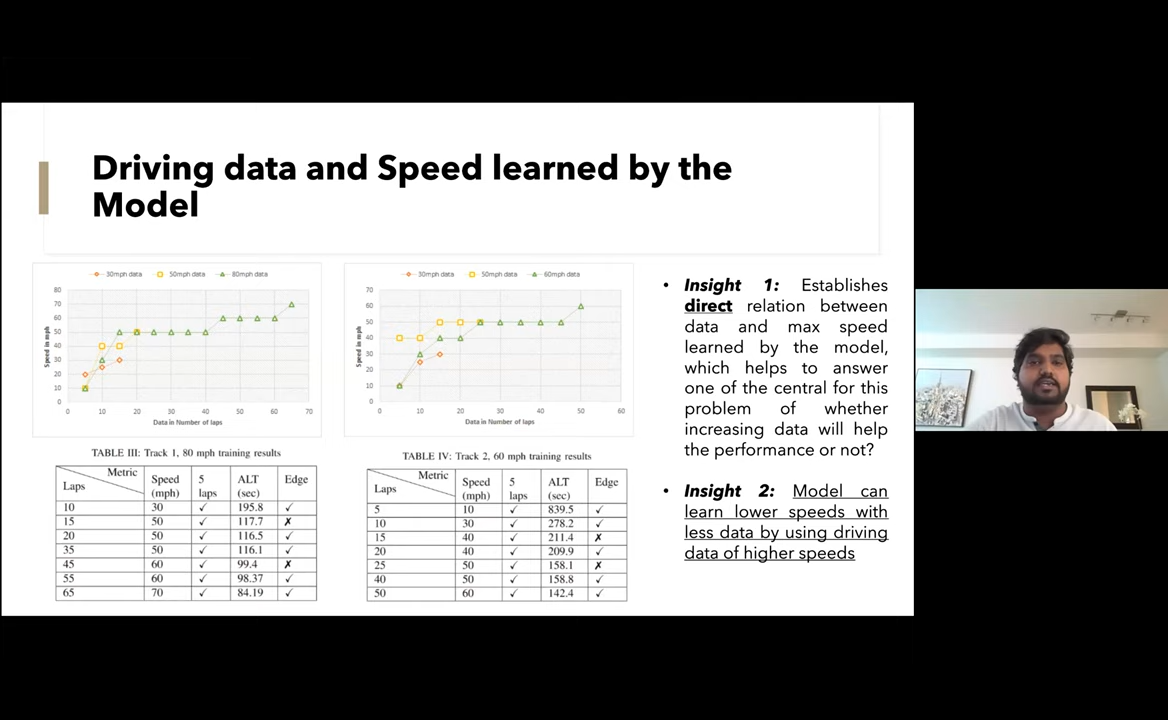 Driving data and Speed learned by the
Model
30mph data 50mph data 80mph data
80
70
60
50
40
30
20
10
0
Speed in mph
0 10 20 30 40 50 60 70
Data in Number of laps
30mph data 50mph data 60mph data
70
60
50
40
30
20
10
0
Speed in mph
0 10 20 30 40 50 60
Data in Number of laps
TABLE III: Track 1, 80 mph training results
Laps Metric Speed (mph) 5 laps ALT (sec) Edge
10 30 ✓ 195.8 ✓
15 50 ✓ 117.7 ✗
20 50 ✓ 116.5 ✓
35 50 ✓ 116.1 ✓
45 60 ✓ 99.4 ✗
55 60 ✓ 98.37 ✓
65 70 ✓ 84.19 ✓
TABLE IV: Track 2, 60 mph training results
Laps Metric Speed (mph) 5 laps ALT (sec) Edge
5 10 ✓ 839.5 ✓
10 30 ✓ 278.2 ✓
15 40 ✓ 211.4 ✗
20 40 ✓ 209.9 ✓
25 50 ✓ 158.1 ✗
40 50 ✓ 158.8 ✓
50 60 ✓ 142.4 ✓
• Insight 1: Establishes
direct relation between
data and max speed
learned by the model,
which helps to answer
one of the central for this
problem of whether
increasing data will help
the performance or not?
• Insight 2: Model can
learn lower speeds with
less data by using driving
data of higher speeds